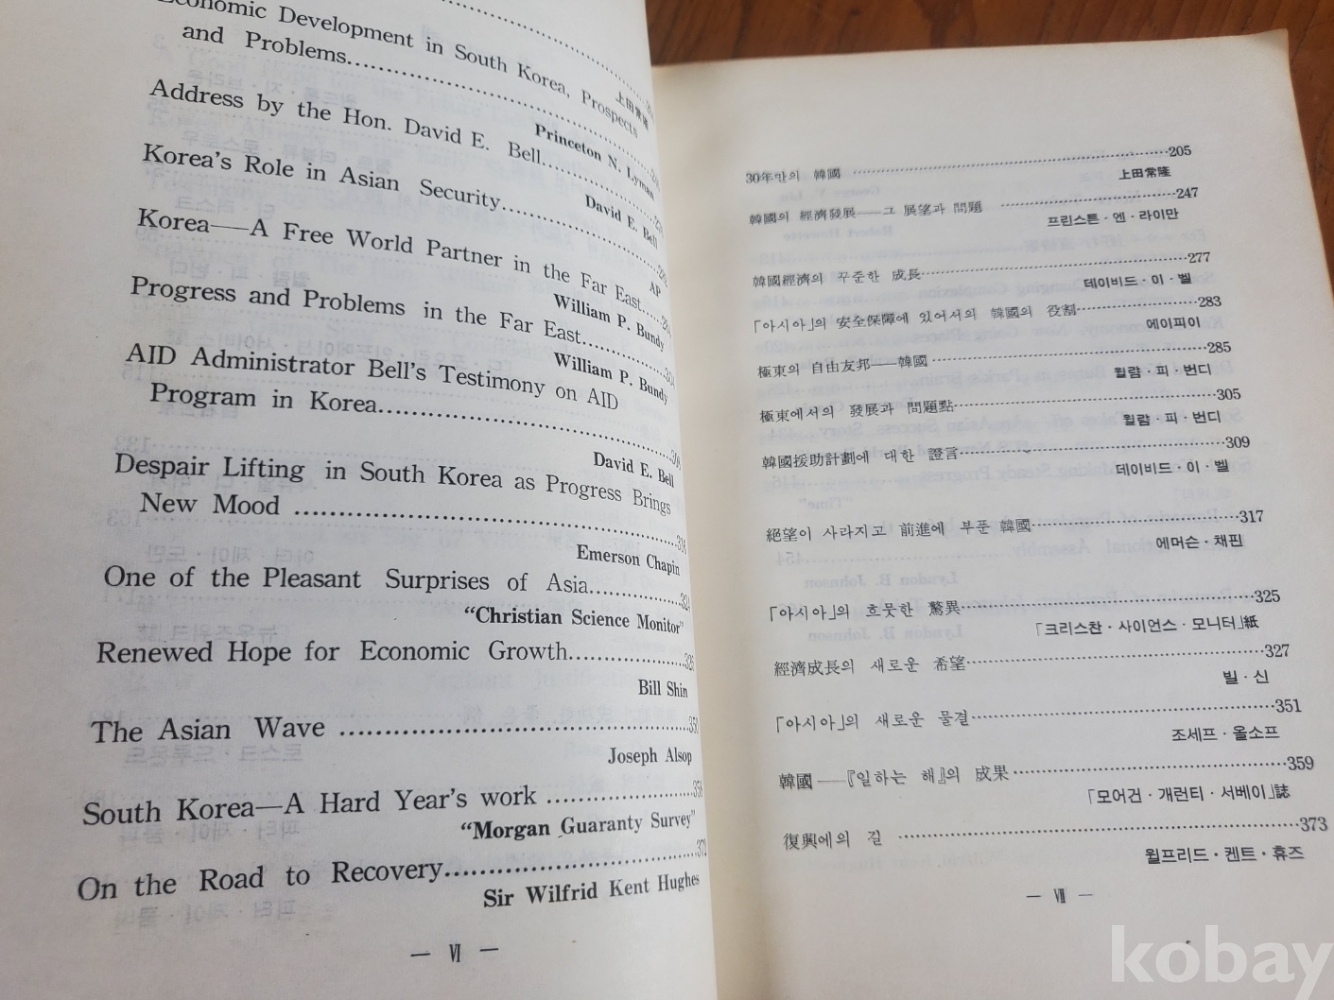 上田常隆
Economic Development in South Korea, Prospects
and Problems
Princeton N. Lyman
Address by the Hon. David E. Bell
David E. Bell
Korea's Role in Asian Security
AP
Korea—A Free World Partner in the Far East
William P. Bundy
Progress and Problems in the Far East
William P. Bundy
AID Administrator Bell's Testimony on AID
Program in Korea
David E. Bell
Despair Lifting in South Korea as Progress Brings
New Mood
Emerson Chapin
One of the Pleasant Surprises of Asia
"Christian Science Monitor"
Renewed Hope for Economic Growth
Bill Shin
The Asian Wave
Joseph Alsop
South Korea—A Hard Year's work
"Morgan Guaranty Survey"
On the Road to Recovery
Sir Wilfrid Kent Hughes
— Ⅵ —
30年만의 韓國 205
上田常隆
韓國의 經濟發展——그 展望과 問題 247
프린스튼·엔·라이만
韓國經濟의 꾸준한 成長 277
데이비드·이·벨
「아시아」의 安全保障에 있어서의 韓國의 役割 283
에이피이
極東의 自由友邦——韓國 285
윌럄·피·번디
極東에서의 發展과 問題點 305
윌럄·피·번디
韓國援助計劃에 대한 證言 309
데이비드·이·벨
絕望이 사라지고 前進에 부푼 韓國 317
에머슨·채핀
「아시아」의 흐뭇한 驚異 325
「크리스챤·사이언스·모니터」紙
經濟成長의 새로운 希望 327
빌·신
「아시아」의 새로운 물결 351
조세프·올소프
韓國——『일하는 해』의 成果 359
「모어건·개런티·서베이」誌
復興에의 길 373
윌프리드·켄트·휴즈
— Ⅶ —
kobay